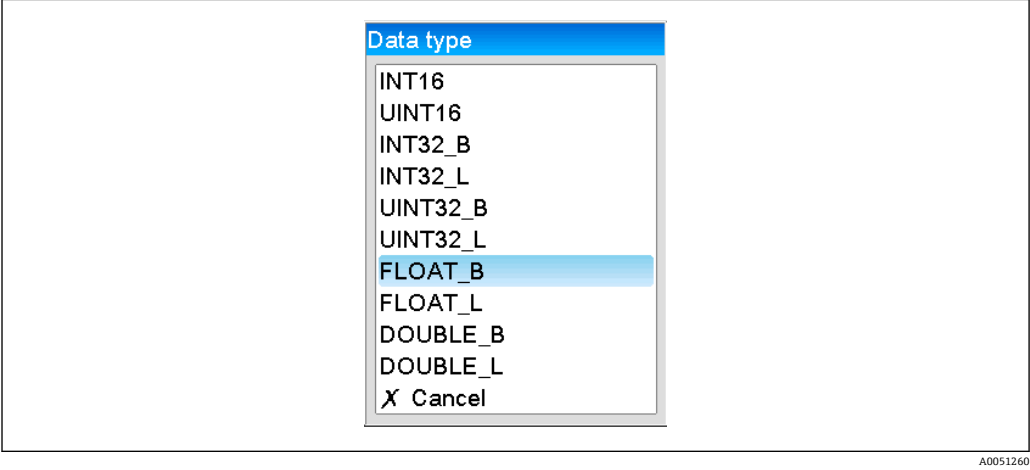 Data type
INT16
UINT16
INT32_B
INT32_L
UINT32_B
UINT32_L
FLOAT_B
FLOAT_L
DOUBLE_B
DOUBLE_L
X Cancel
A0051260